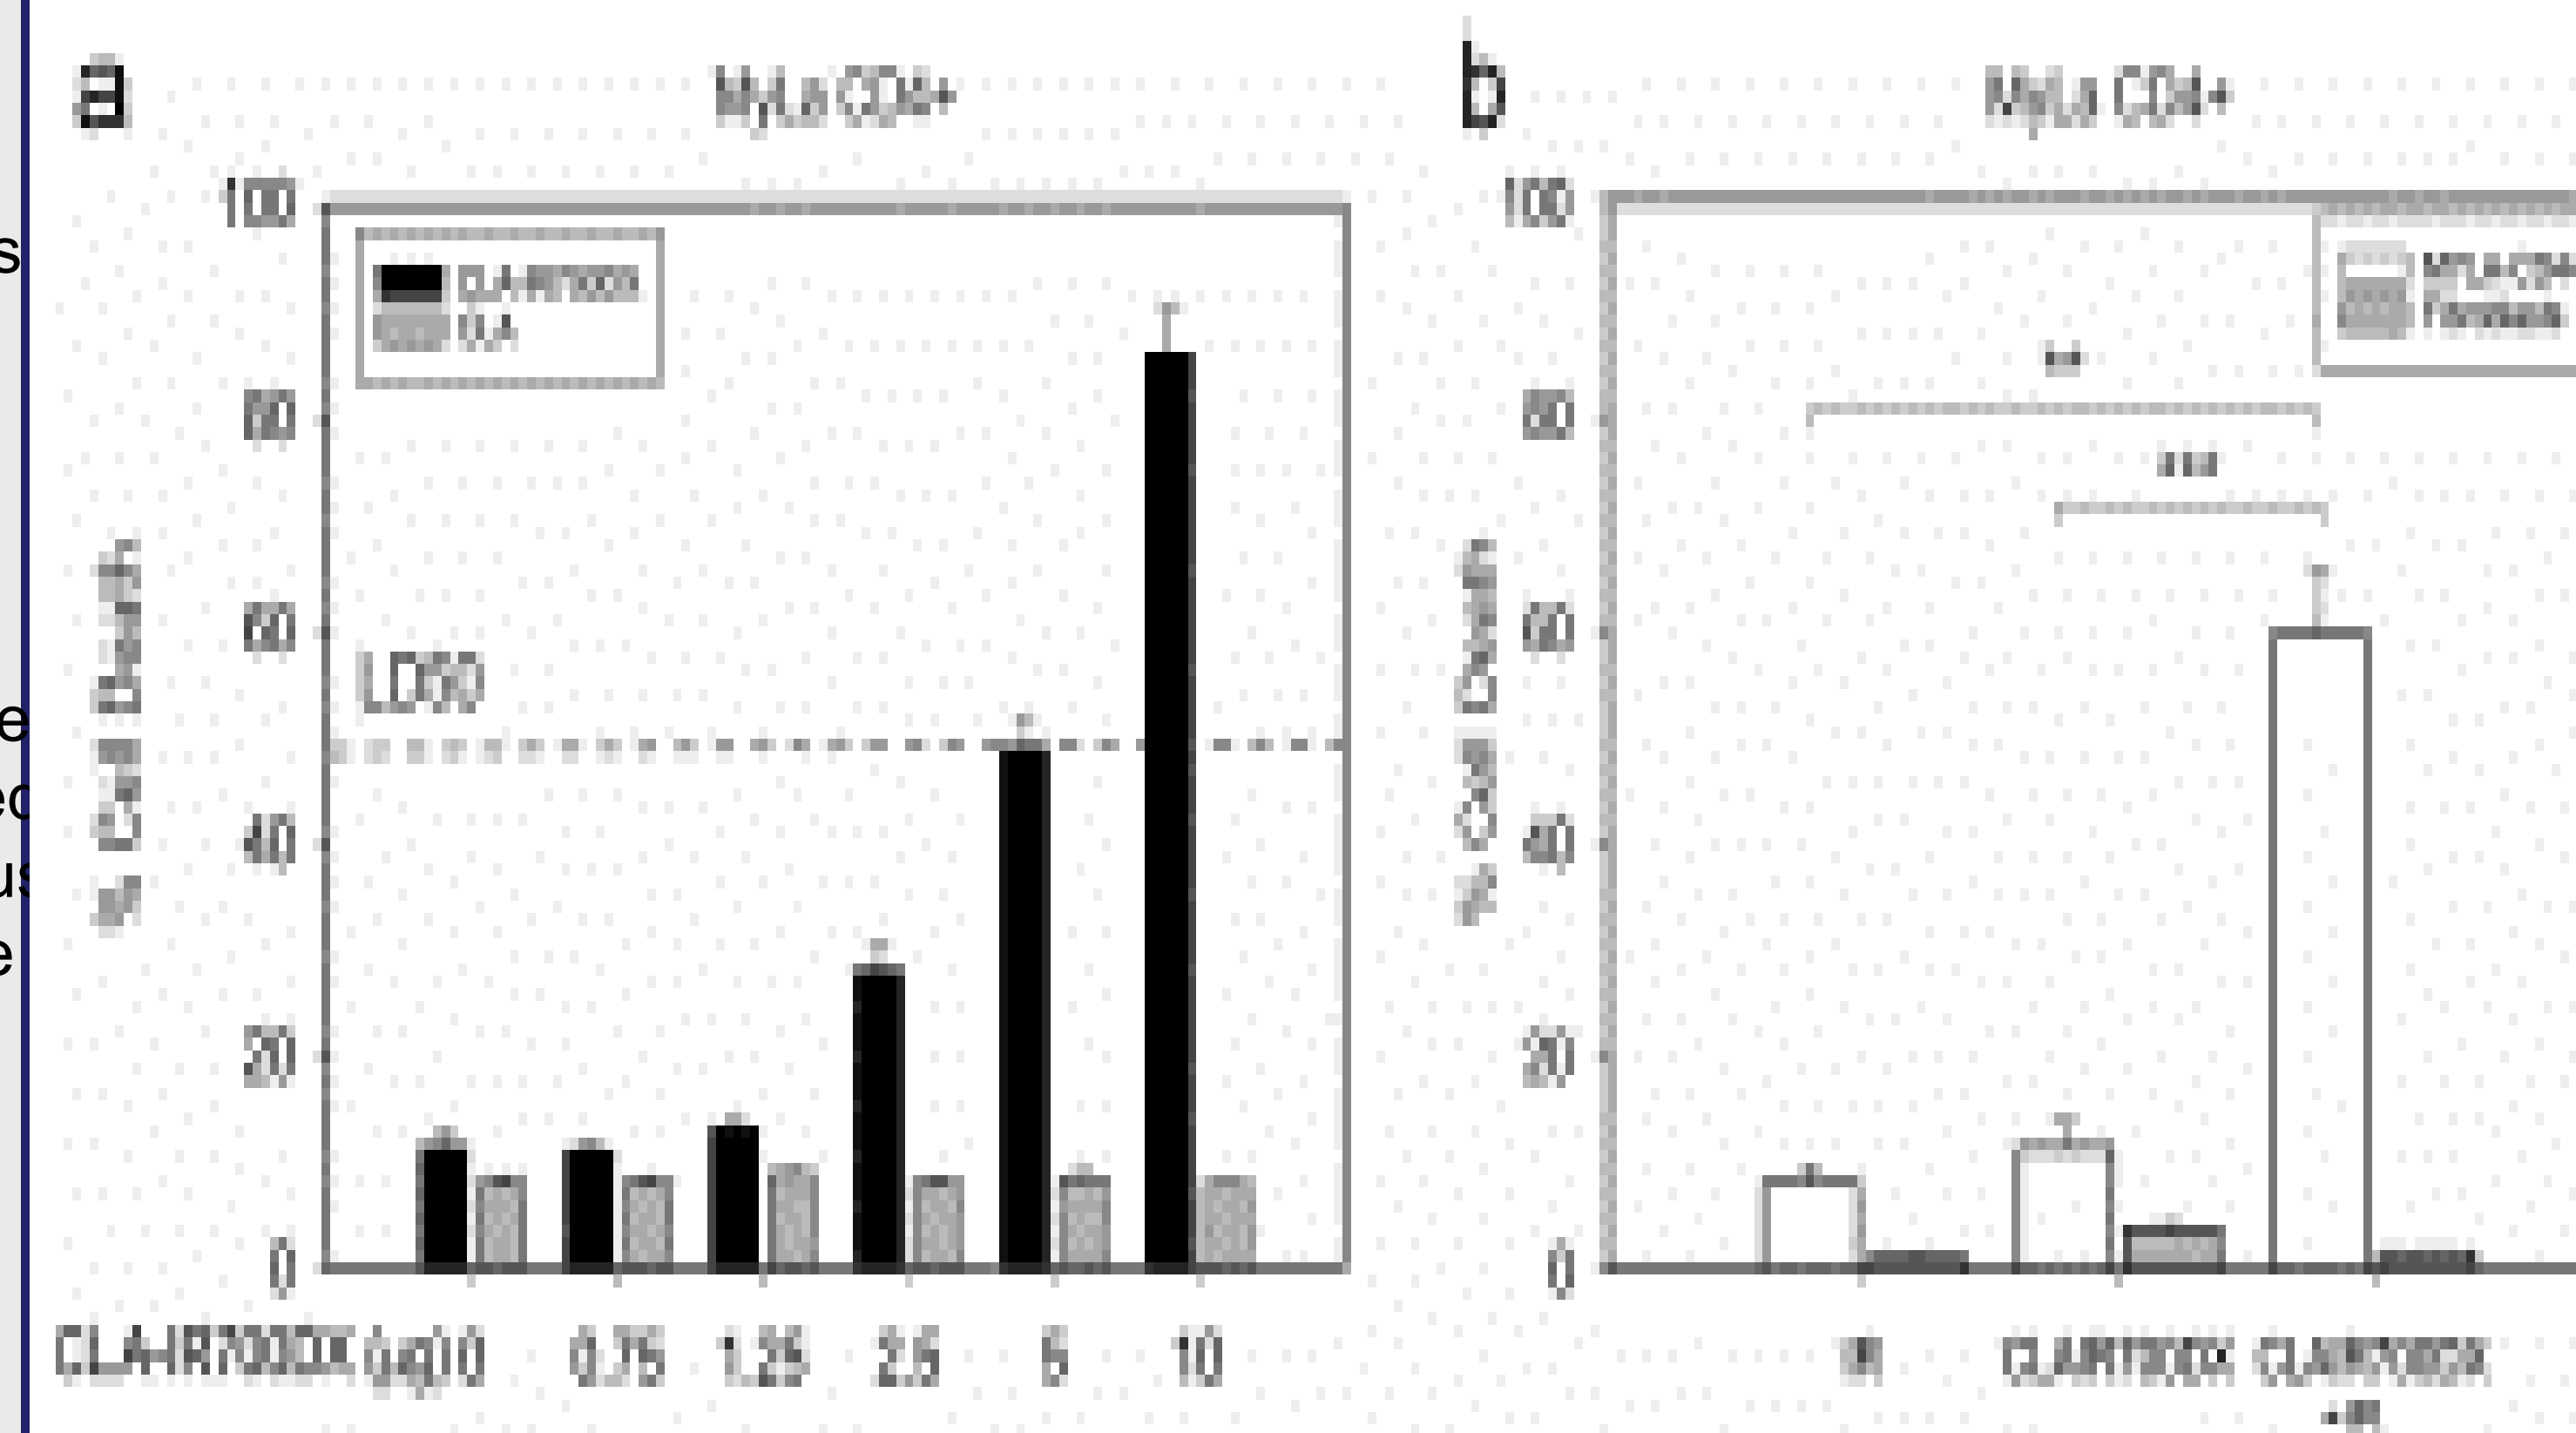 a
MyLa CD4+
100
80
60
40
20
0
% Cell Death
CLA-IR700DX
CLA
LD50
CLA-IR700DX (µg) 0 0.75 1.25 2.5 5 10
b
MyLa CD4+
100
80
60
40
20
0
% Cell Death
**
***
CLA-IR700DX CLA-IR700DX
s
e
us
e